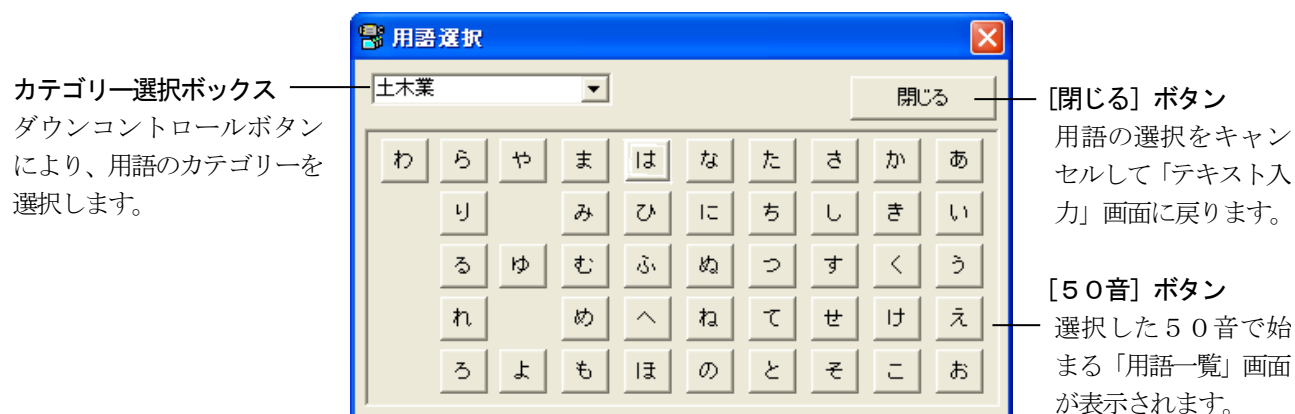 用語選択
カテゴリー選択ボックス
ダウンコントロールボタン
により、用語のカテゴリーを
選択します。
土木業
閉じる
わ ら や ま は な た さ か あ
り み ひ に ち し き い
る ゆ む ふ ぬ つ す く う
れ め へ ね て せ け え
ろ よ も ほ の と そ こ お
[閉じる] ボタン
用語の選択をキャン
セルして「テキスト入
力」画面に戻ります。
[50音] ボタン
選択した50音で始
まる「用語一覧」画面
が表示されます。